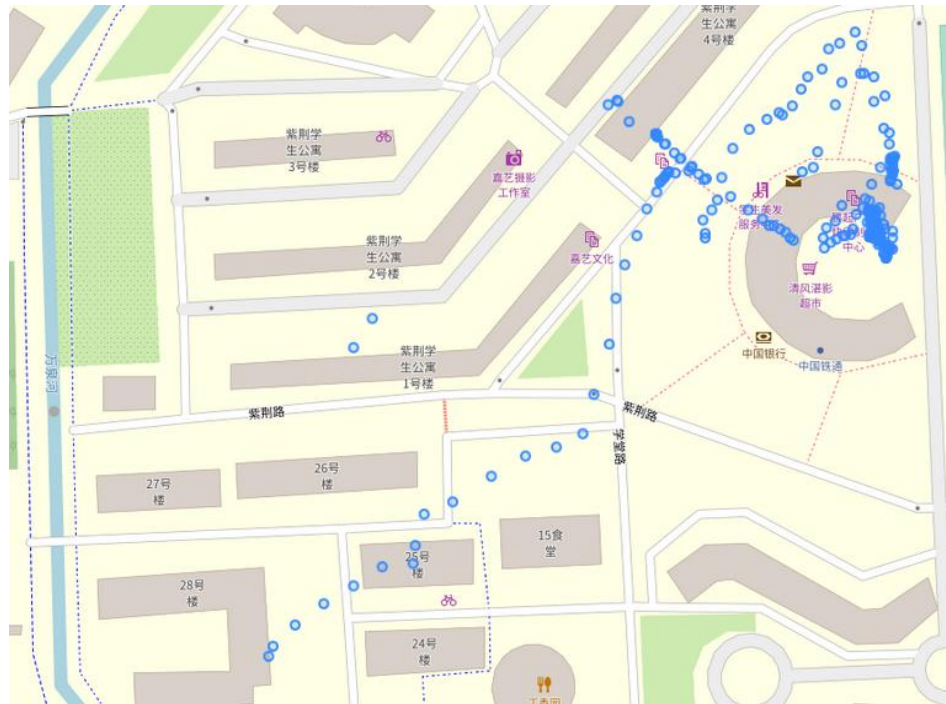 紫荆学
生公寓
4号楼
紫荆学
生公寓
3号楼
嘉艺摄影
工作室
学生美发
服务
中心
紫荆学
生公寓
2号楼
嘉艺文化
清风湛影
超市
中国银行
中国铁通
万泉河
紫荆学
生公寓
1号楼
紫荆路
紫荆路
学堂路
26号
楼
27号
楼
15食
堂
25号
楼
28号
楼
24号
楼